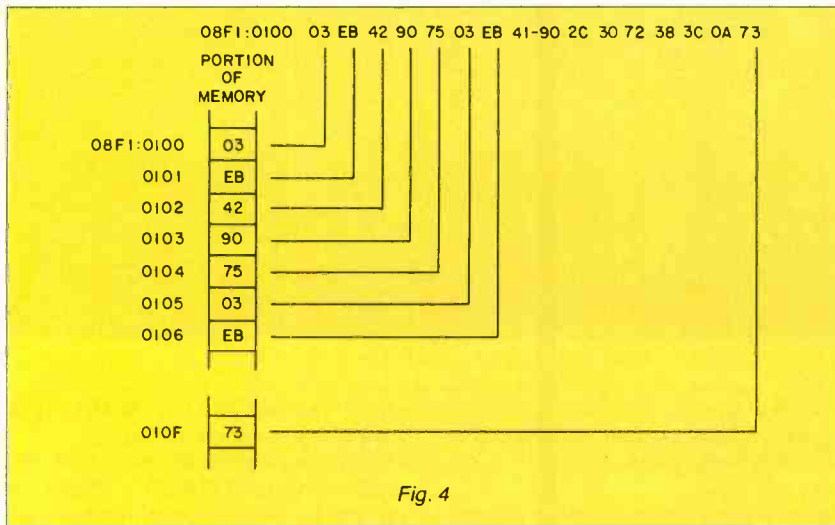 08F1:0100 03 EB 42 90 75 03 EB 41-90 2C 30 72 38 3C 0A 73
PORTION
OF
MEMORY
08F1:0100 03
0101 EB
0102 42
0103 90
0104 75
0105 03
0106 EB
010F 73
Fig. 4